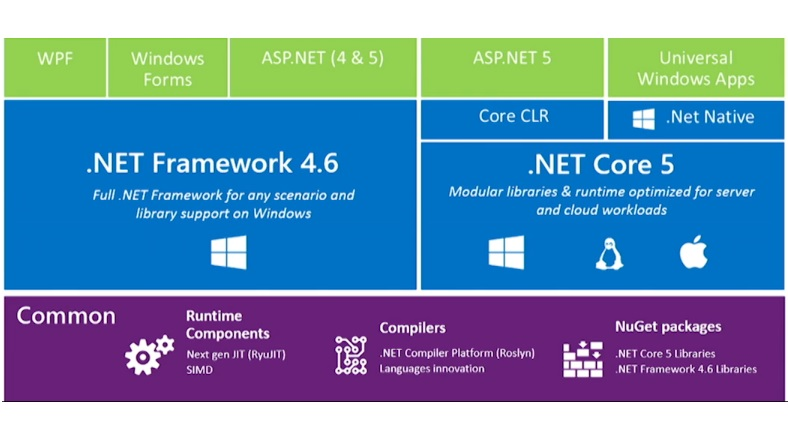 WPF
Windows
Forms
ASP.NET (4 & 5)
ASP.NET 5
Universal
Windows Apps
Core CLR
.Net Native
.NET Framework 4.6
Full .NET Framework for any scenario and
library support on Windows
.NET Core 5
Modular libraries & runtime optimized for server
and cloud workloads
Common
Runtime
Components
Next gen JIT (RyuJIT)
SIMD
Compilers
.NET Compiler Platform (Roslyn)
Languages innovation
NuGet packages
.NET Core 5 Libraries
.NET Framework 4.6 Libraries